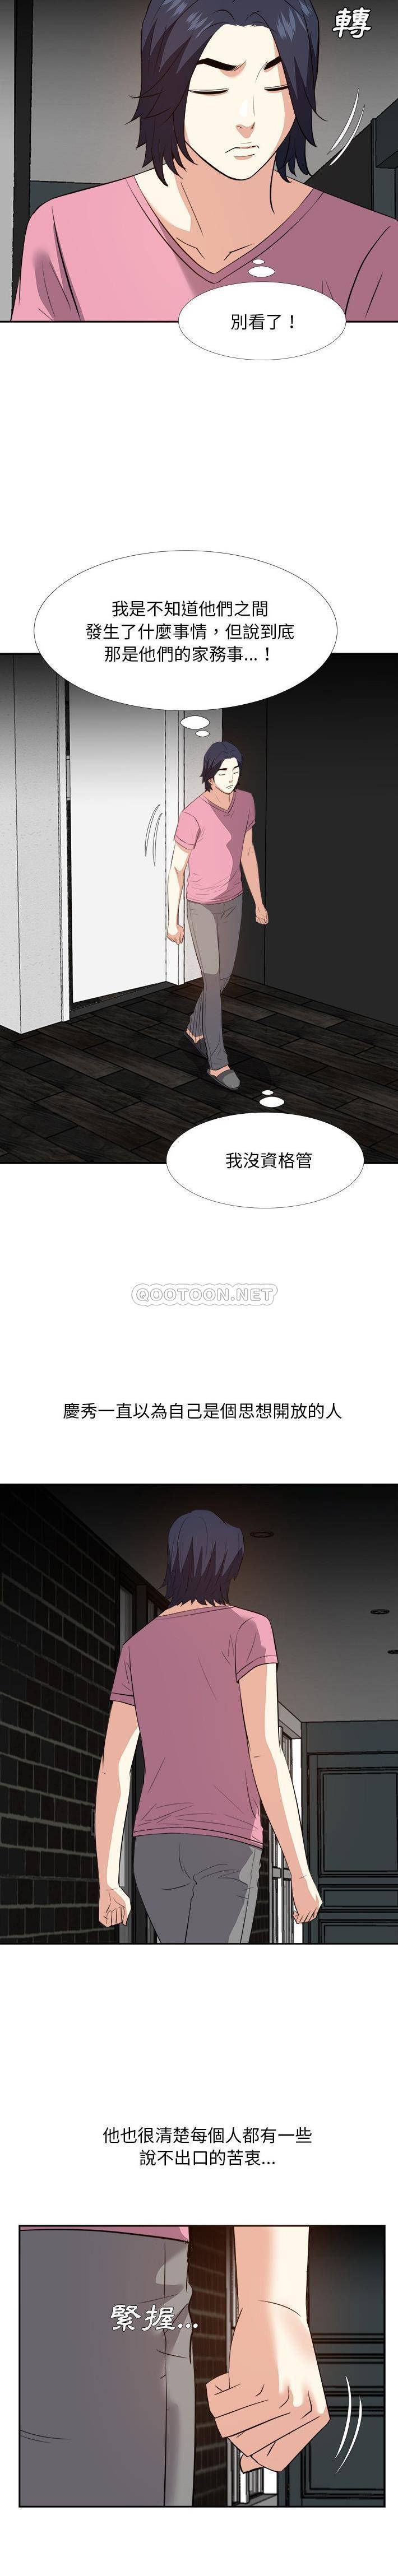 轉
別看了！
我是不知道他們之間
發生了什麼事情，但說到底
那是他們的家務事...！
我沒資格管
QOOTOON.NET
慶秀一直以為自己是個思想開放的人
他也很清楚每個人都有一些
說不出口的苦衷...
緊握...